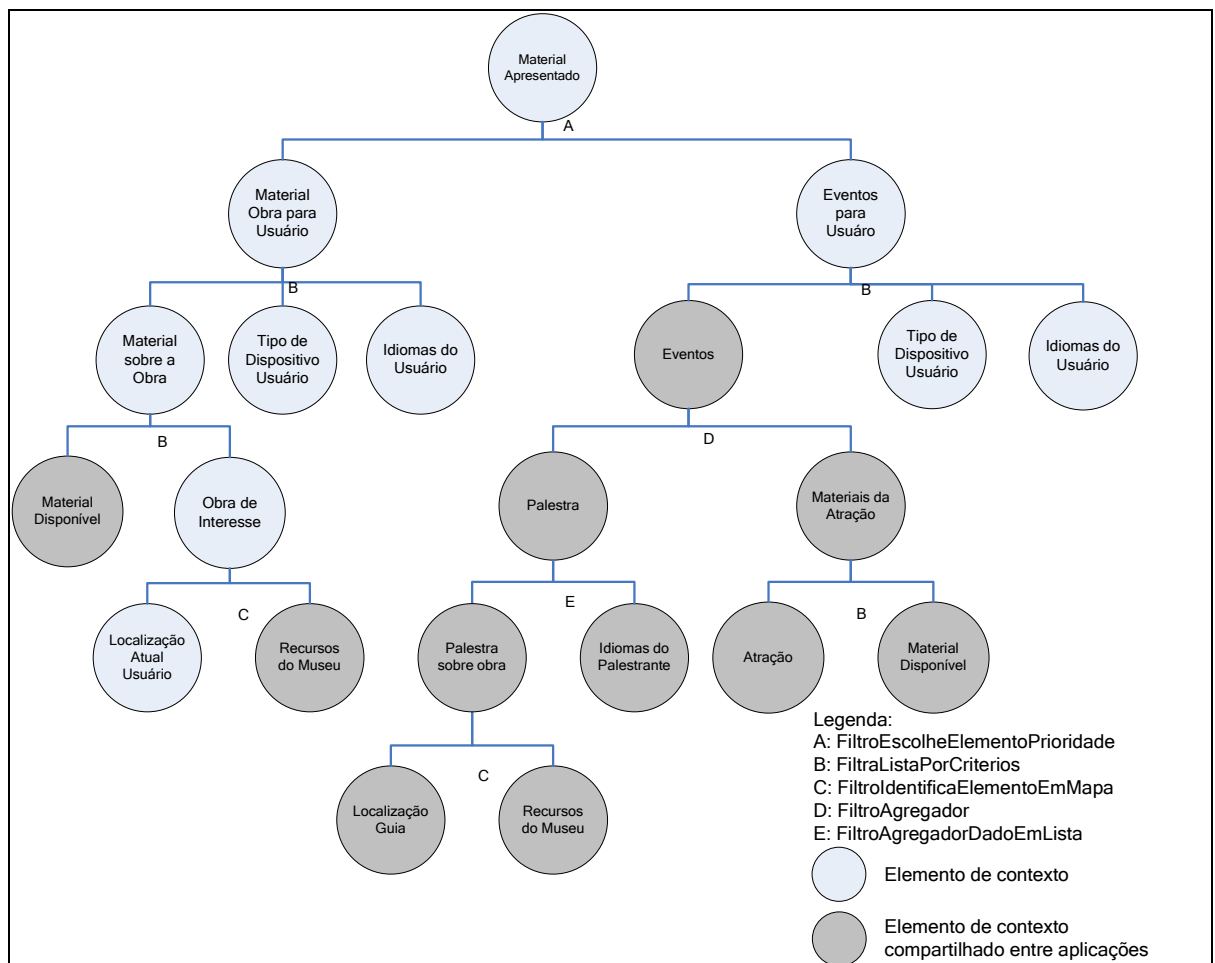 Material
Apresentado
A
Material
Obra para
Usuário
Eventos
para
Usuáro
B
B
Material
sobre a
Obra
Tipo de
Dispositivo
Usuário
Idiomas do
Usuário
Eventos
Tipo de
Dispositivo
Usuário
Idiomas do
Usuário
B
D
Material
Disponível
Obra de
Interesse
Palestra
Materiais da
Atração
C
E
B
Localização
Atual
Usuário
Recursos
do Museu
Palestra
sobre obra
Idiomas do
Palestrante
Atração
Material
Disponível
C
Localização
Guia
Recursos
do Museu
Legenda:
A: FiltroEscolheElementoPrioridade
B: FiltraListaPorCriterios
C: FiltroIdentificaElementoEmMapa
D: FiltroAgregador
E: FiltroAgregadorDadoEmLista
Elemento de contexto
Elemento de contexto
compartilhado entre aplicações